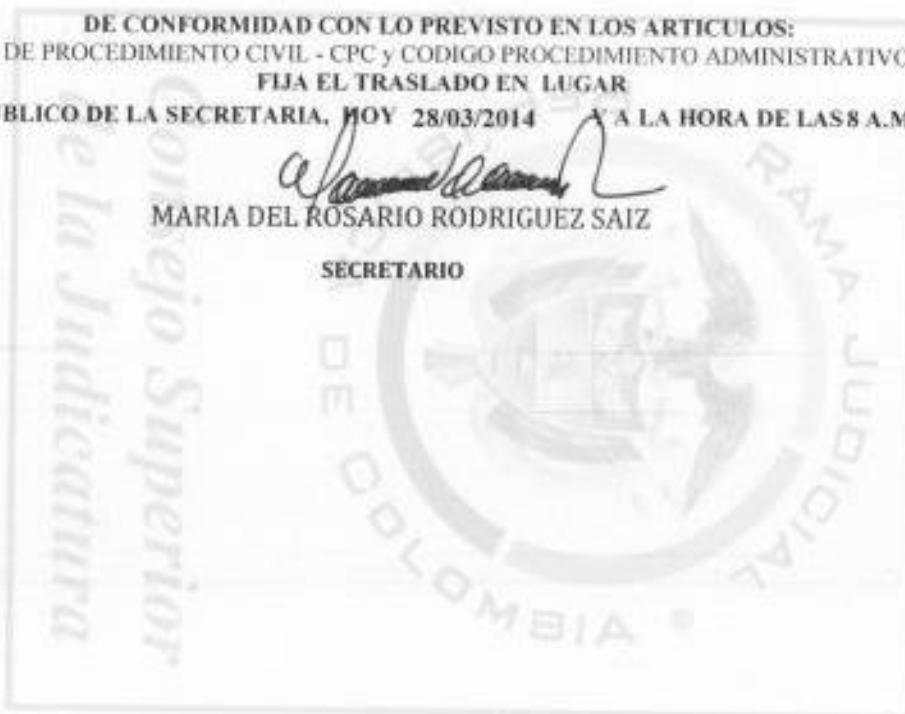 DE CONFORMIDAD CON LO PREVISTO EN LOS ARTICULOS:
DE PROCEDIMIENTO CIVIL - CPC y CODIGO PROCEDIMIENTO ADMINISTRATIVO
FIJA EL TRASLADO EN LUGAR
BLICO DE LA SECRETARIA, HOY 28/03/2014 Y A LA HORA DE LAS 8 A.M
MARIA DEL ROSARIO RODRIGUEZ SAIZ
SECRETARIO
Consejo Superior
de la Judicatura
RAMA JUDICIAL
DE COLOMBIA